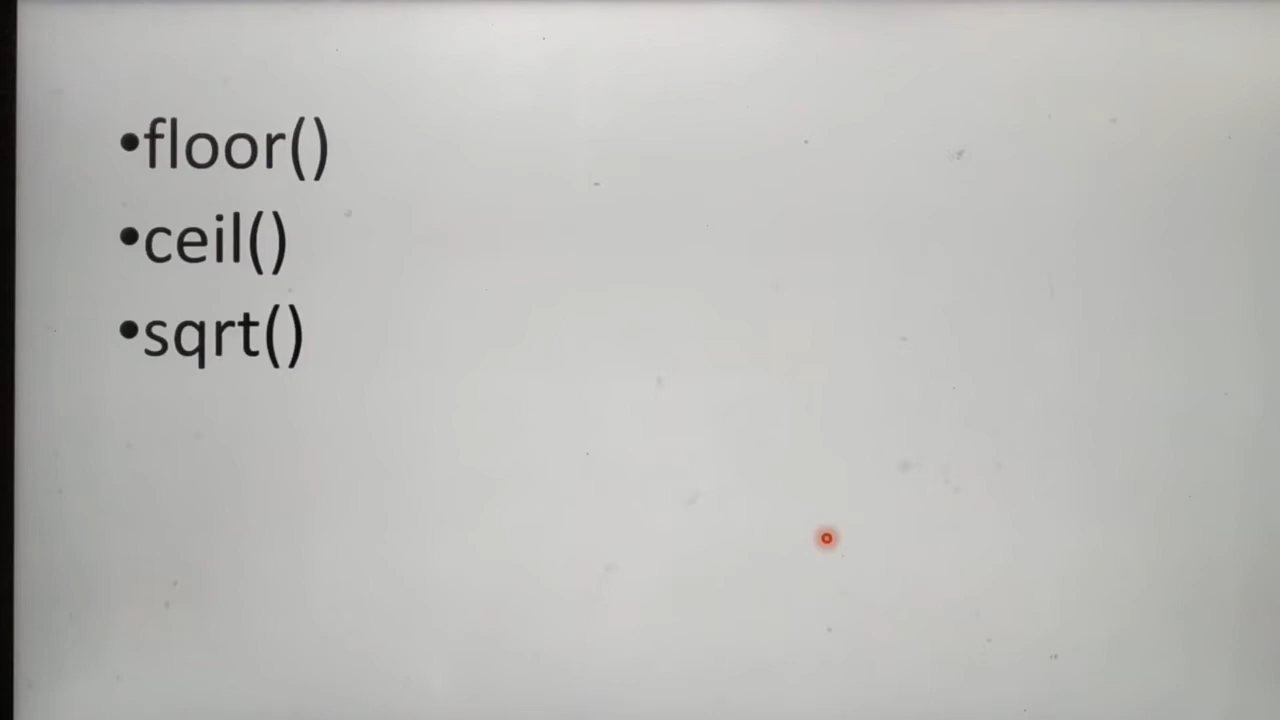 •floor()
•ceil()
•sqrt()